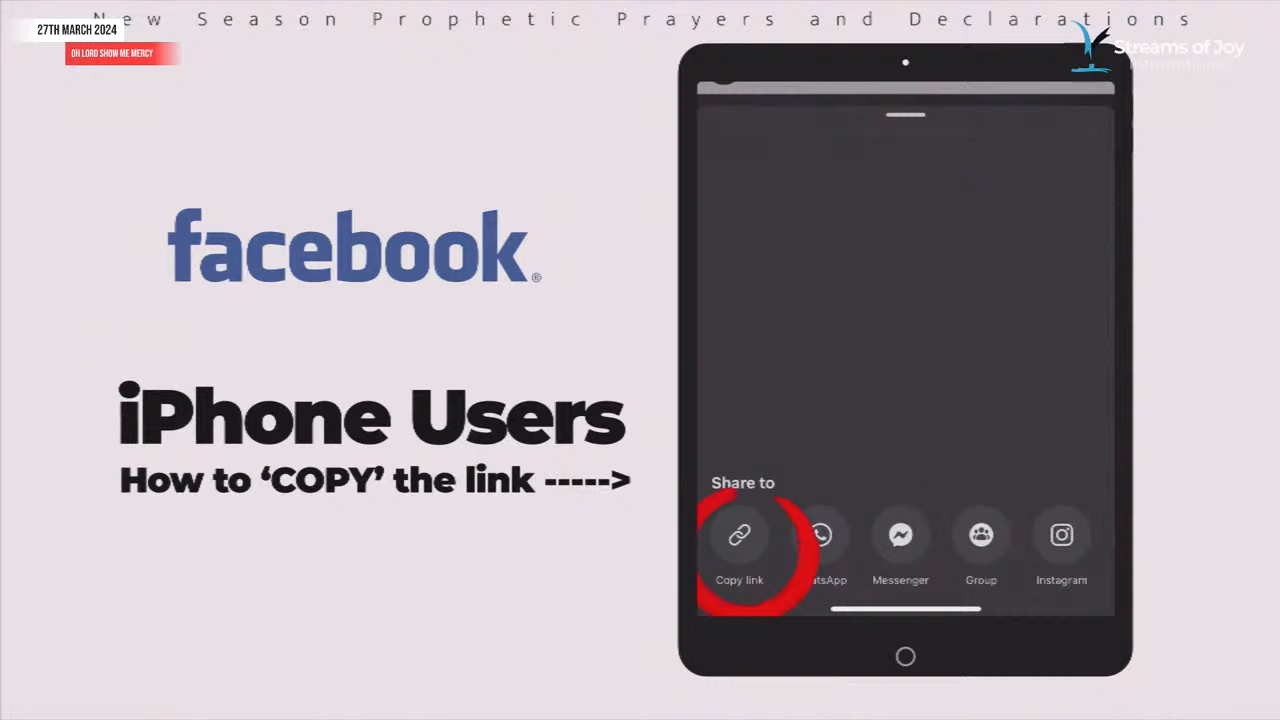 New Season Prophetic Prayers and Declarations
27TH MARCH 2024
OH LORD SHOW ME MERCY
Streams of Joy
International
facebook®
iPhone Users
How to ‘COPY’ the link ----->
Share to
Copy link
Messenger
Group
Instagram